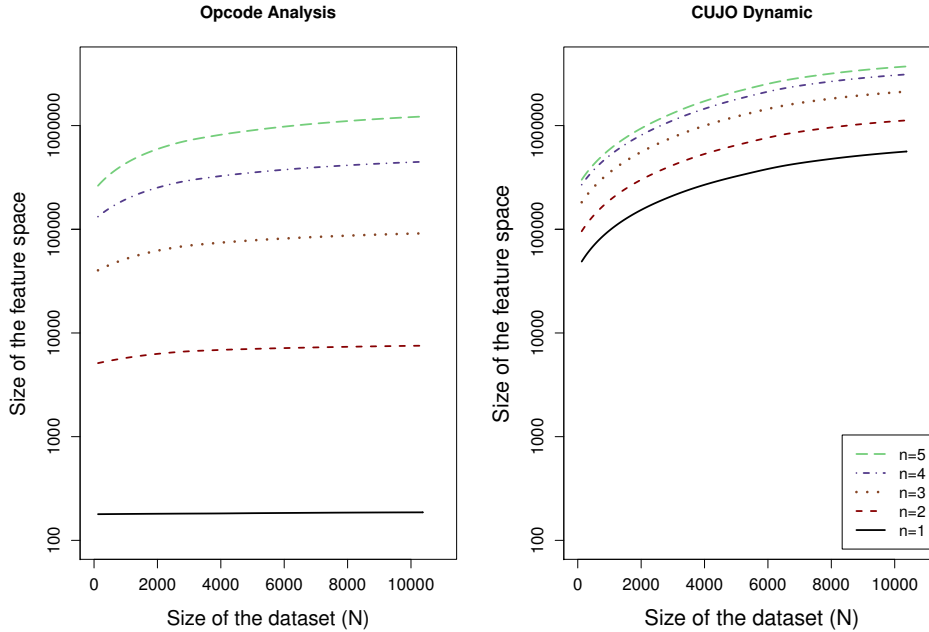 Opcode Analysis
Size of the feature space
1000000
100000
10000
1000
100
0 2000 4000 6000 8000 10000
Size of the dataset (N)
CUJO Dynamic
Size of the feature space
1000000
100000
10000
1000
100
0 2000 4000 6000 8000 10000
Size of the dataset (N)
n=5
n=4
n=3
n=2
n=1